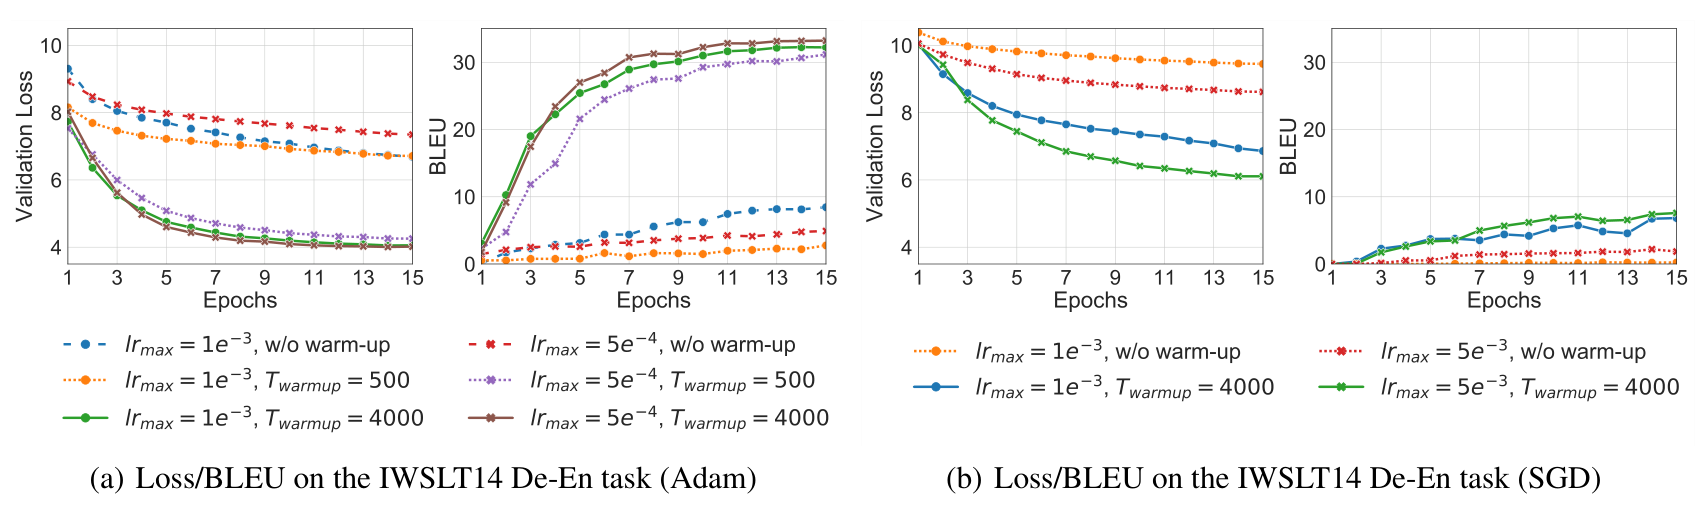 Validation Loss
10
8
6
4
1 3 5 7 9 11 13 15
Epochs
BLEU
30
20
10
0
1 3 5 7 9 11 13 15
Epochs
Validation Loss
10
8
6
4
1 3 5 7 9 11 13 15
Epochs
BLEU
30
20
10
0
1 3 5 7 9 11 13 15
Epochs
lr_max = 1e^−3, w/o warm-up
lr_max = 5e^−4, w/o warm-up
lr_max = 1e^−3, T_warmup = 500
lr_max = 5e^−4, T_warmup = 500
lr_max = 1e^−3, T_warmup = 4000
lr_max = 5e^−4, T_warmup = 4000
lr_max = 1e^−3, w/o warm-up
lr_max = 5e^−3, w/o warm-up
lr_max = 1e^−3, T_warmup = 4000
lr_max = 5e^−3, T_warmup = 4000
(a) Loss/BLEU on the IWSLT14 De-En task (Adam)
(b) Loss/BLEU on the IWSLT14 De-En task (SGD)